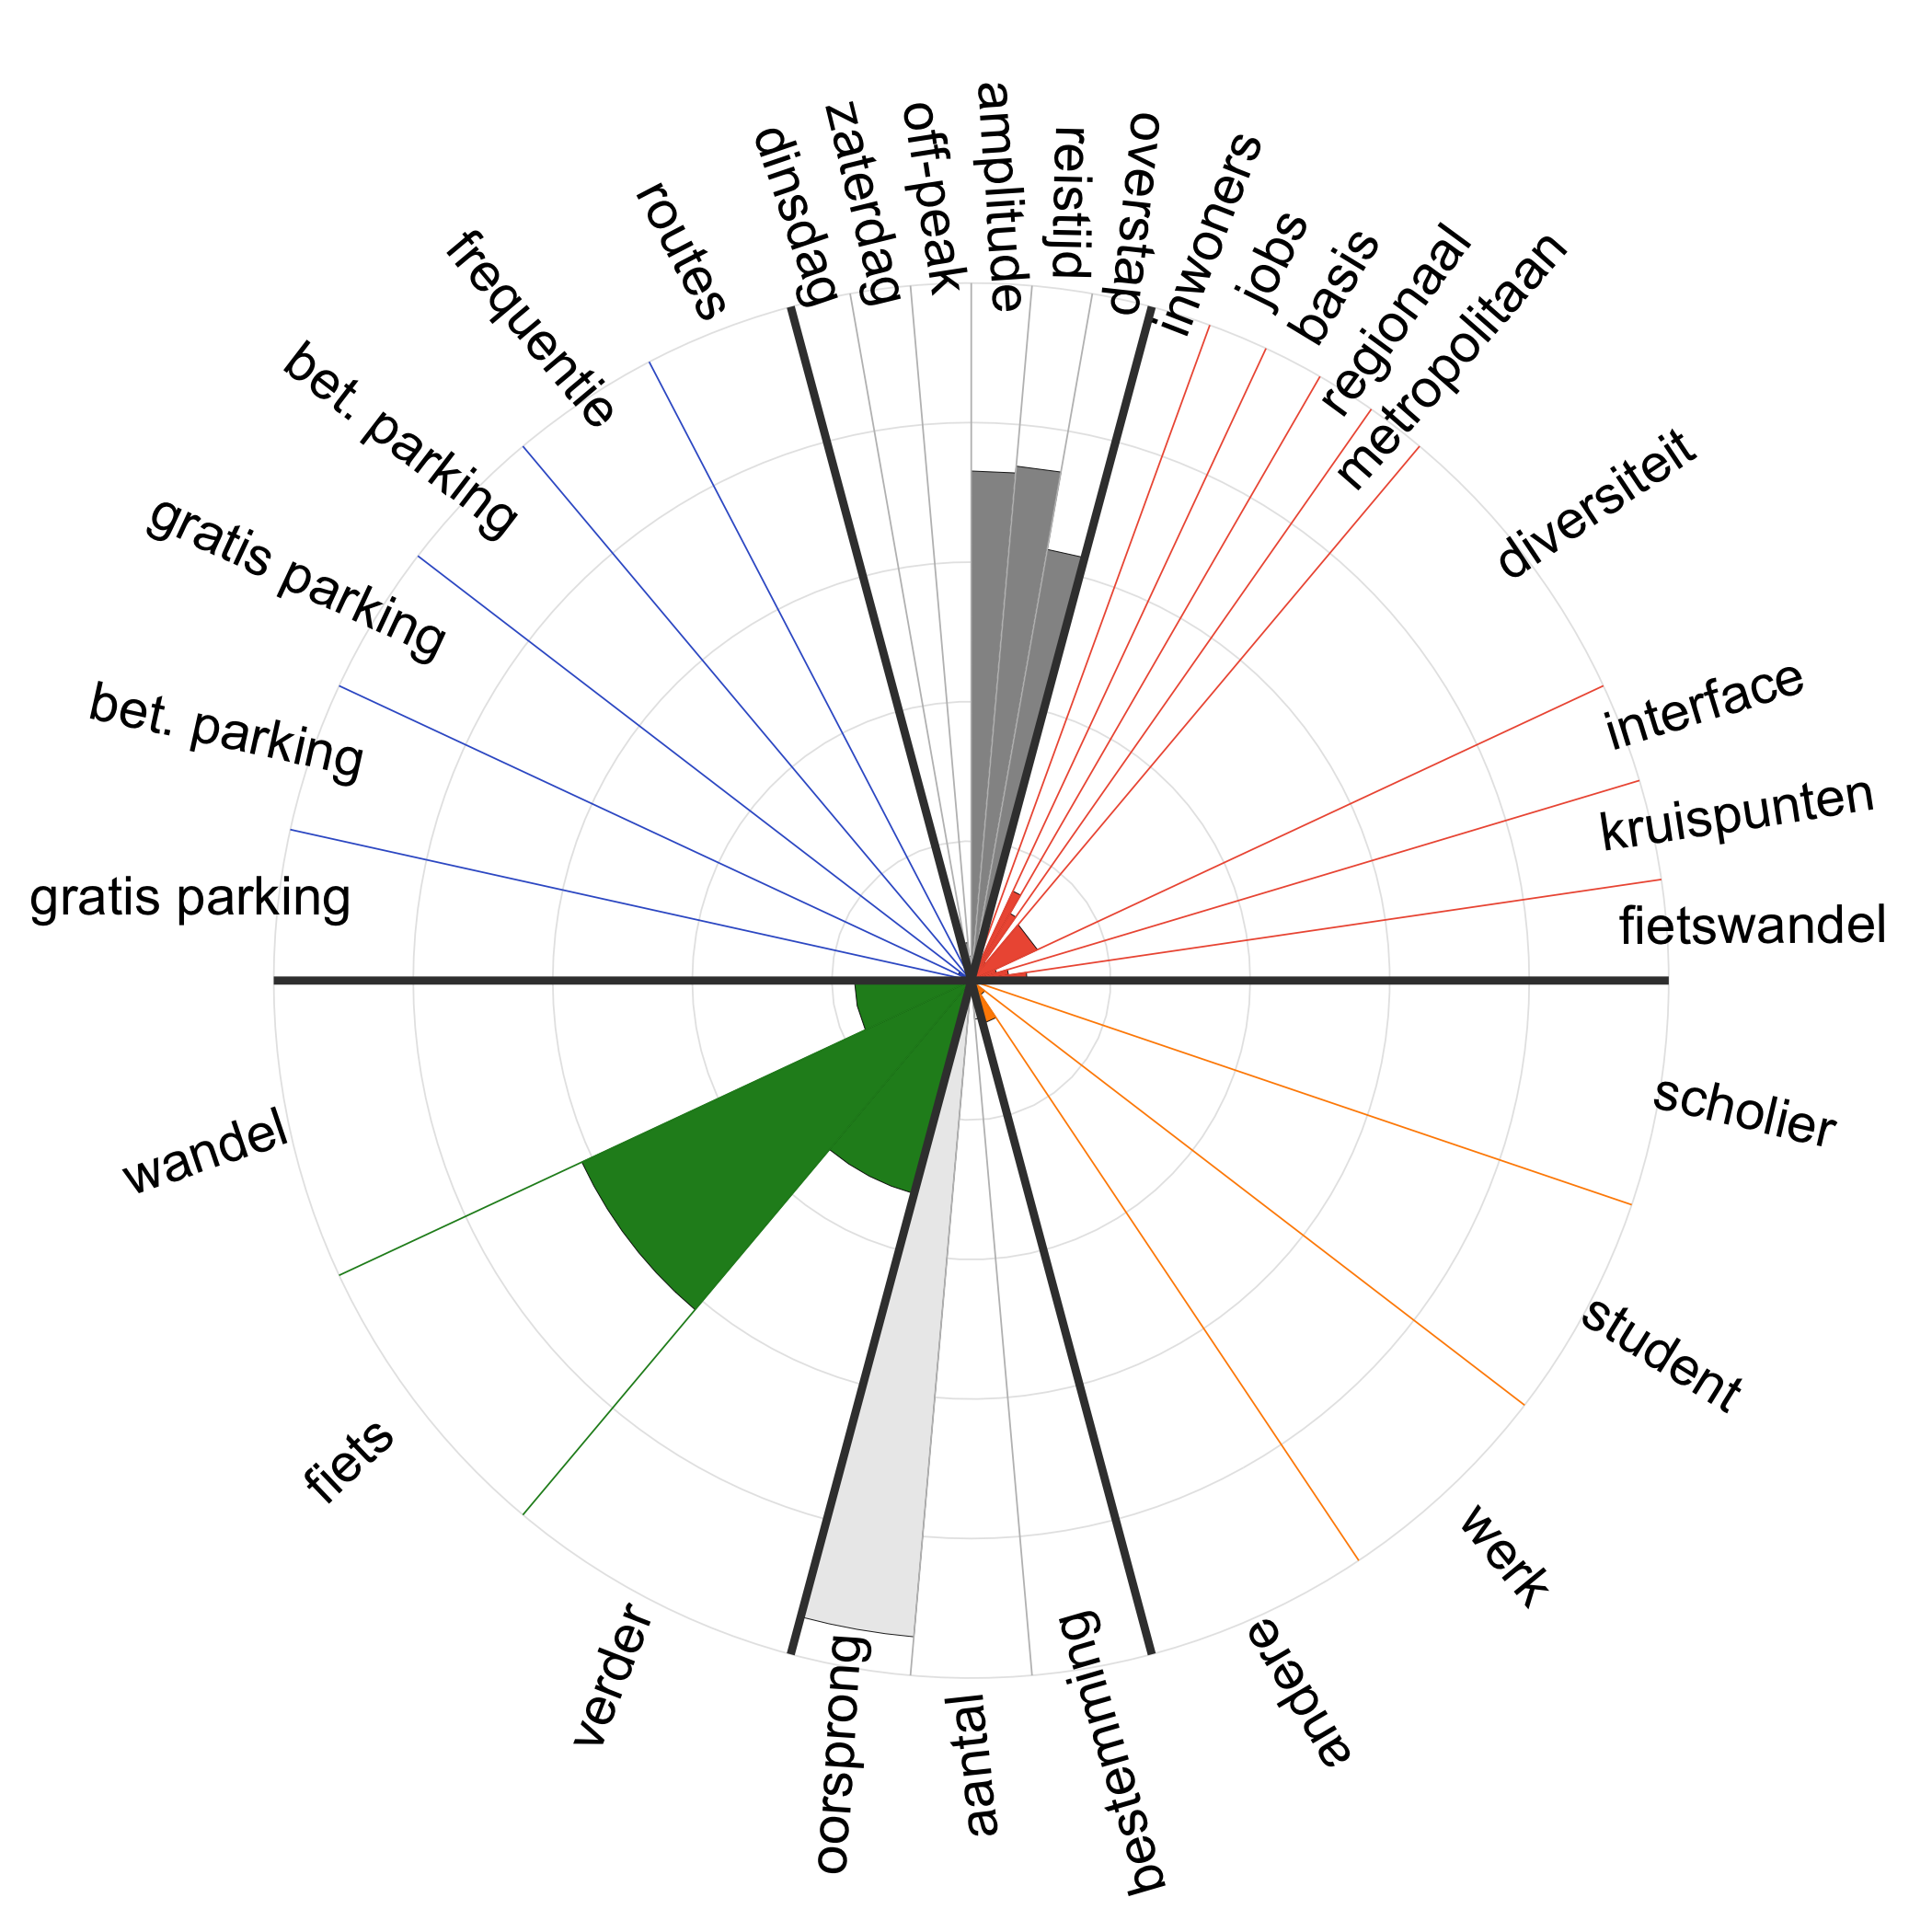 dinsdag
zaterdag
off-peak
amplitude
reistijd
overstap
inwoners
jobs
basis
regionaal
metropolitaan
diversiteit
interface
kruispunten
fietswandel
scholier
student
werk
andere
bestemming
aantal
oorsprong
verder
fiets
wandel
gratis parking
bet. parking
gratis parking
bet. parking
frequentie
routes